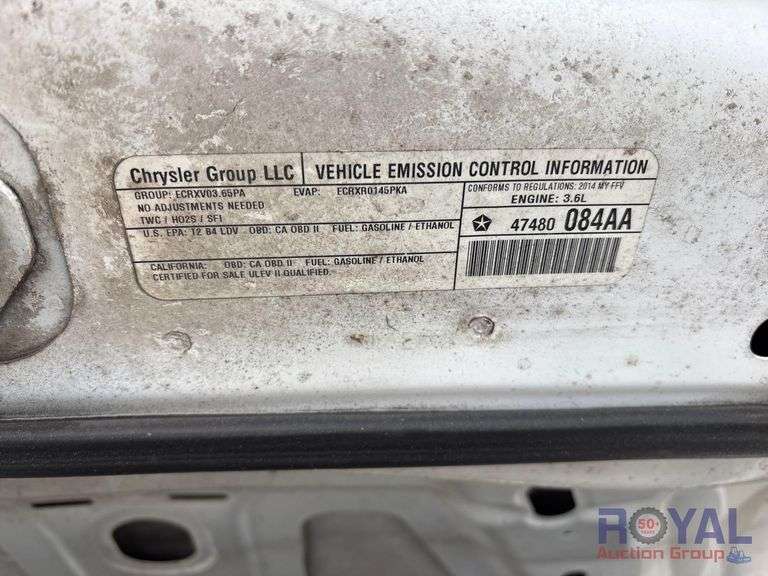 Chrysler Group LLC VEHICLE EMISSION CONTROL INFORMATION
GROUP: ECRXV03.65PA EVAP: ECRXR0145PKA
NO ADJUSTMENTS NEEDED
TWC / HO2S / SFI
CONFORMS TO REGULATIONS: 2014 MY FFV
ENGINE: 3.6L
U.S. EPA: T2 B4 LDV OBD: CA OBD II FUEL: GASOLINE / ETHANOL
47480 084AA
CALIFORNIA: OBD: CA OBD II FUEL: GASOLINE / ETHANOL
CERTIFIED FOR SALE ULEV II QUALIFIED.
50+
YEARS
ROYAL
Auction Group